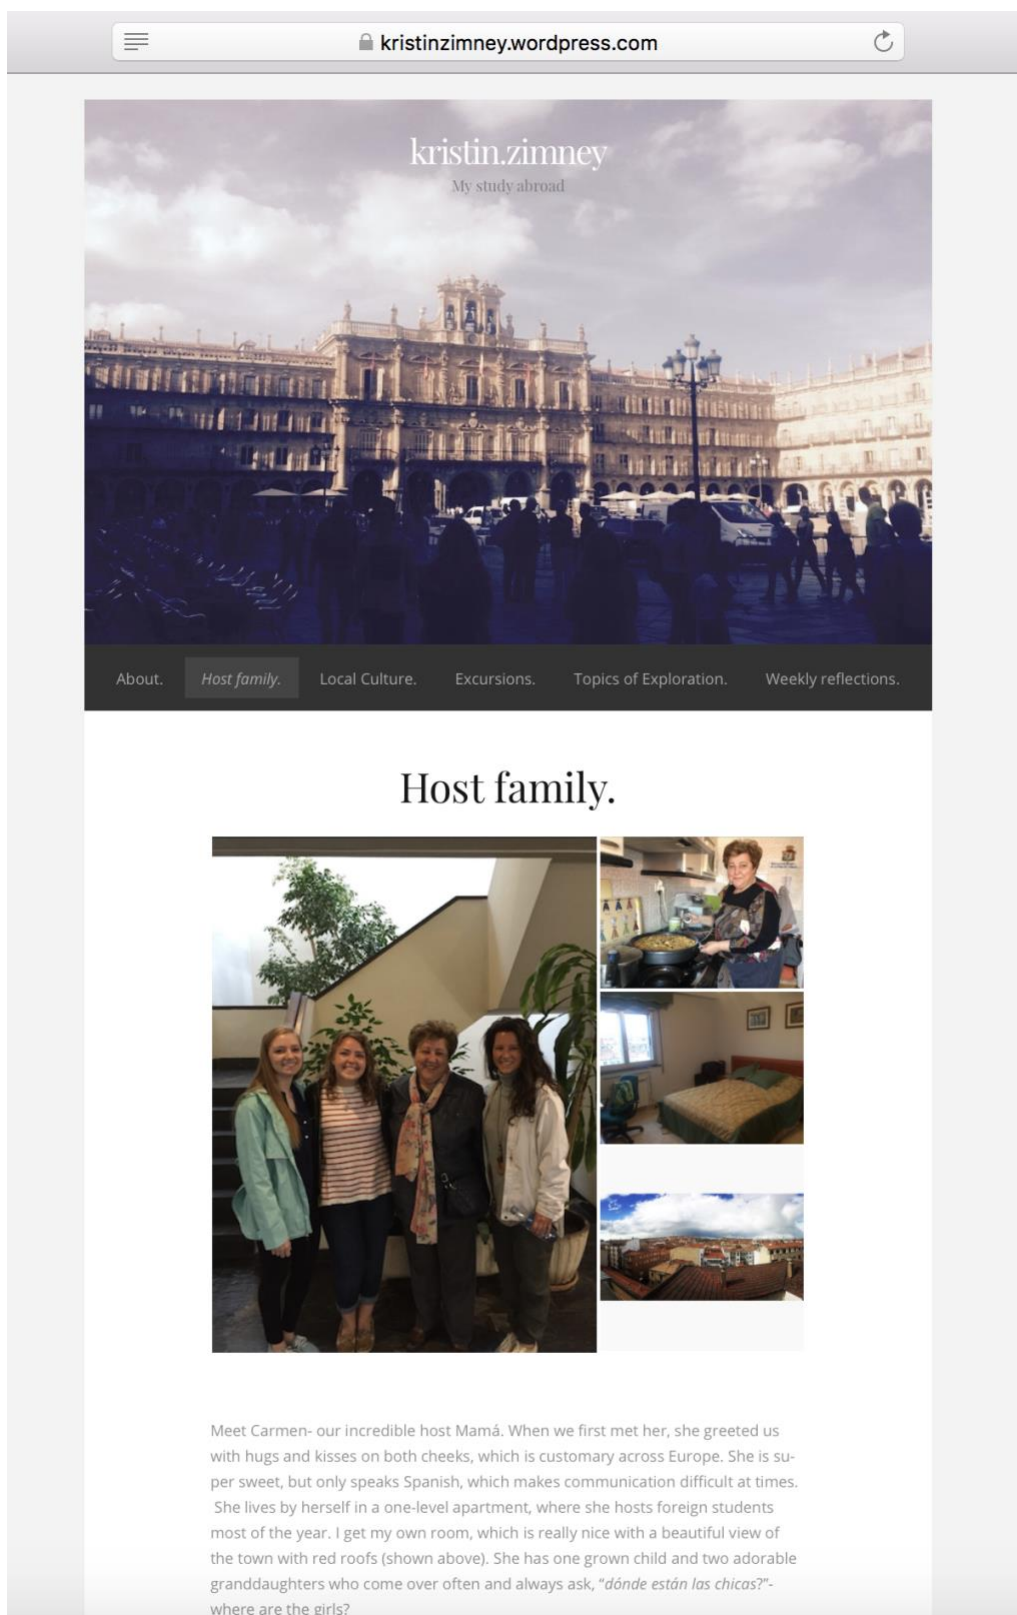 kristinzimney.wordpress.com
kristin.zimney
My study abroad
About.
Host family.
Local Culture.
Excursions.
Topics of Exploration.
Weekly reflections.
Host family.
Meet Carmen- our incredible host Mamá. When we first met her, she greeted us
with hugs and kisses on both cheeks, which is customary across Europe. She is su-
per sweet, but only speaks Spanish, which makes communication difficult at times.
She lives by herself in a one-level apartment, where she hosts foreign students
most of the year. I get my own room, which is really nice with a beautiful view of
the town with red roofs (shown above). She has one grown child and two adorable
granddaughters who come over often and always ask, “dónde están las chicas?”-
where are the girls?